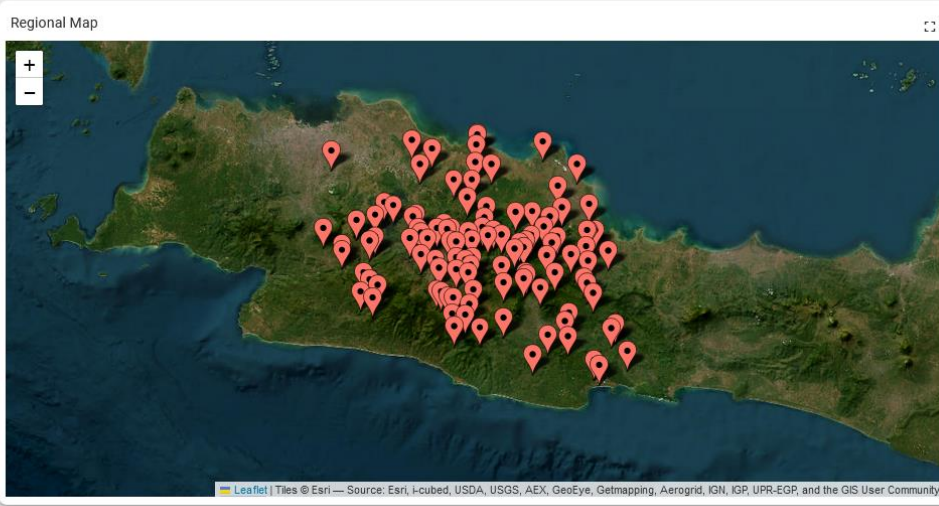 Regional Map
+
−
Leaflet | Tiles © Esri — Source: Esri, i-cubed, USDA, USGS, AEX, GeoEye, Getmapping, Aerogrid, IGN, IGP, UPR-EGP, and the GIS User Community